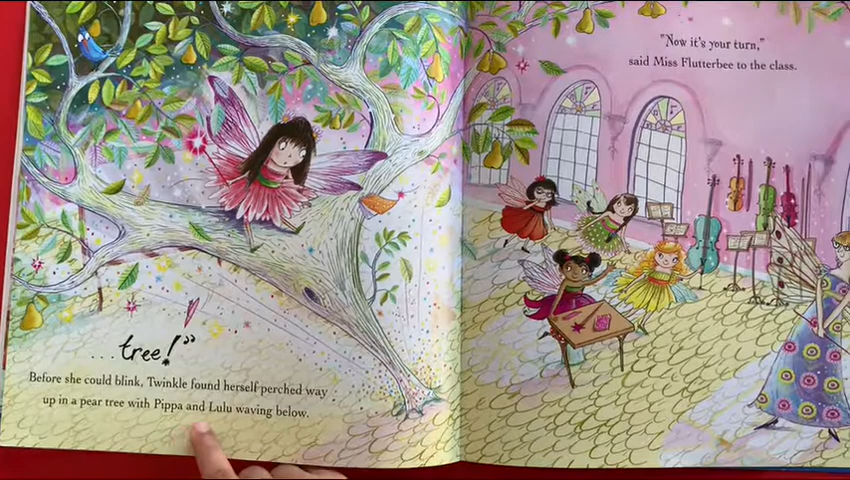 ...tree!”
Before she could blink, Twinkle found herself perched way
up in a pear tree with Pippa and Lulu waving below.
“Now it’s your turn,”
said Miss Flutterbee to the class.